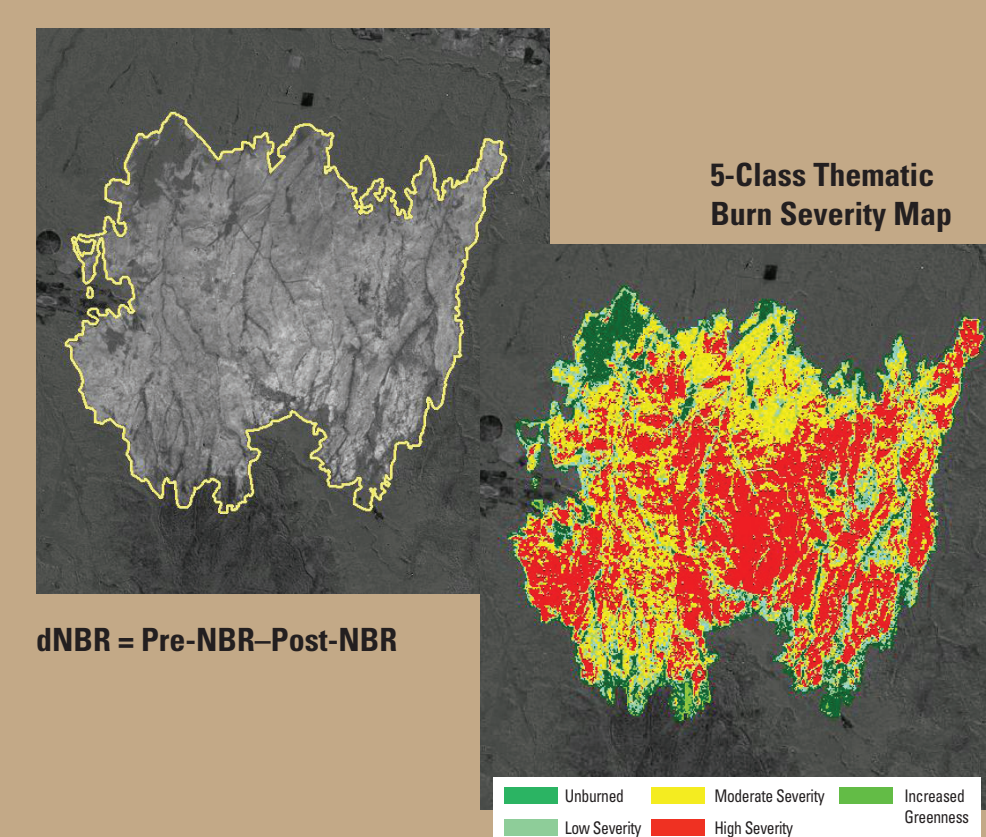 5-Class Thematic
Burn Severity Map
dNBR = Pre-NBR–Post-NBR
Unburned
Moderate Severity
Increased
Greenness
Low Severity
High Severity